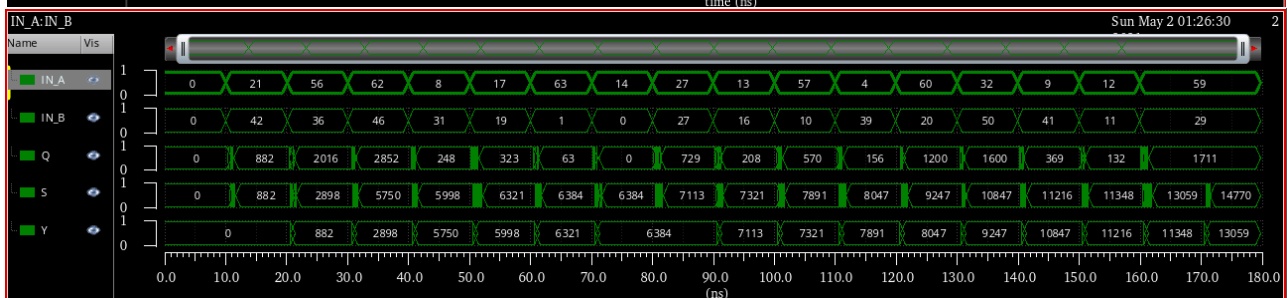 time (ns)
IN_A:IN_B
Sun May 2 01:26:30 2
Name Vis
IN_A 1 0 0 21 56 62 8 17 63 14 27 13 57 4 60 32 9 12 59
IN_B 1 0 0 42 36 46 31 19 1 0 27 16 10 39 20 50 41 11 29
Q 1 0 0 882 2016 2852 248 323 63 0 729 208 570 156 1200 1600 369 132 1711
S 1 0 0 882 2898 5750 5998 6321 6384 6384 7113 7321 7891 8047 9247 10847 11216 11348 13059 14770
Y 1 0 0 882 2898 5750 5998 6321 6384 7113 7321 7891 8047 9247 10847 11216 11348 13059
0.0 10.0 20.0 30.0 40.0 50.0 60.0 70.0 80.0 90.0 100.0 110.0 120.0 130.0 140.0 150.0 160.0 170.0 180.0
(ns)